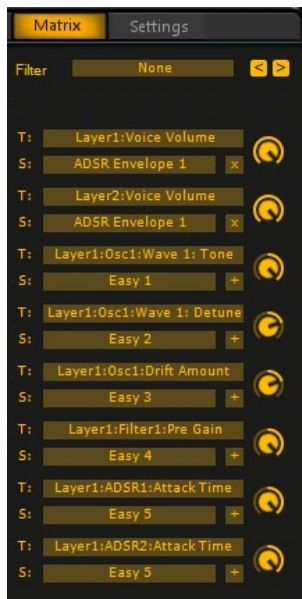 Matrix Settings
Filter None < >
T: Layer1:Voice Volume
S: ADSR Envelope 1 x
T: Layer2:Voice Volume
S: ADSR Envelope 1 x
T: Layer1:Osc1:Wave 1: Tone
S: Easy 1 +
T: Layer1:Osc1:Wave 1: Detune
S: Easy 2 +
T: Layer1:Osc1:Drift Amount
S: Easy 3 +
T: Layer1:Filter1:Pre Gain
S: Easy 4 +
T: Layer1:ADSR1:Attack Time
S: Easy 5 +
T: Layer1:ADSR2:Attack Time
S: Easy 5 +